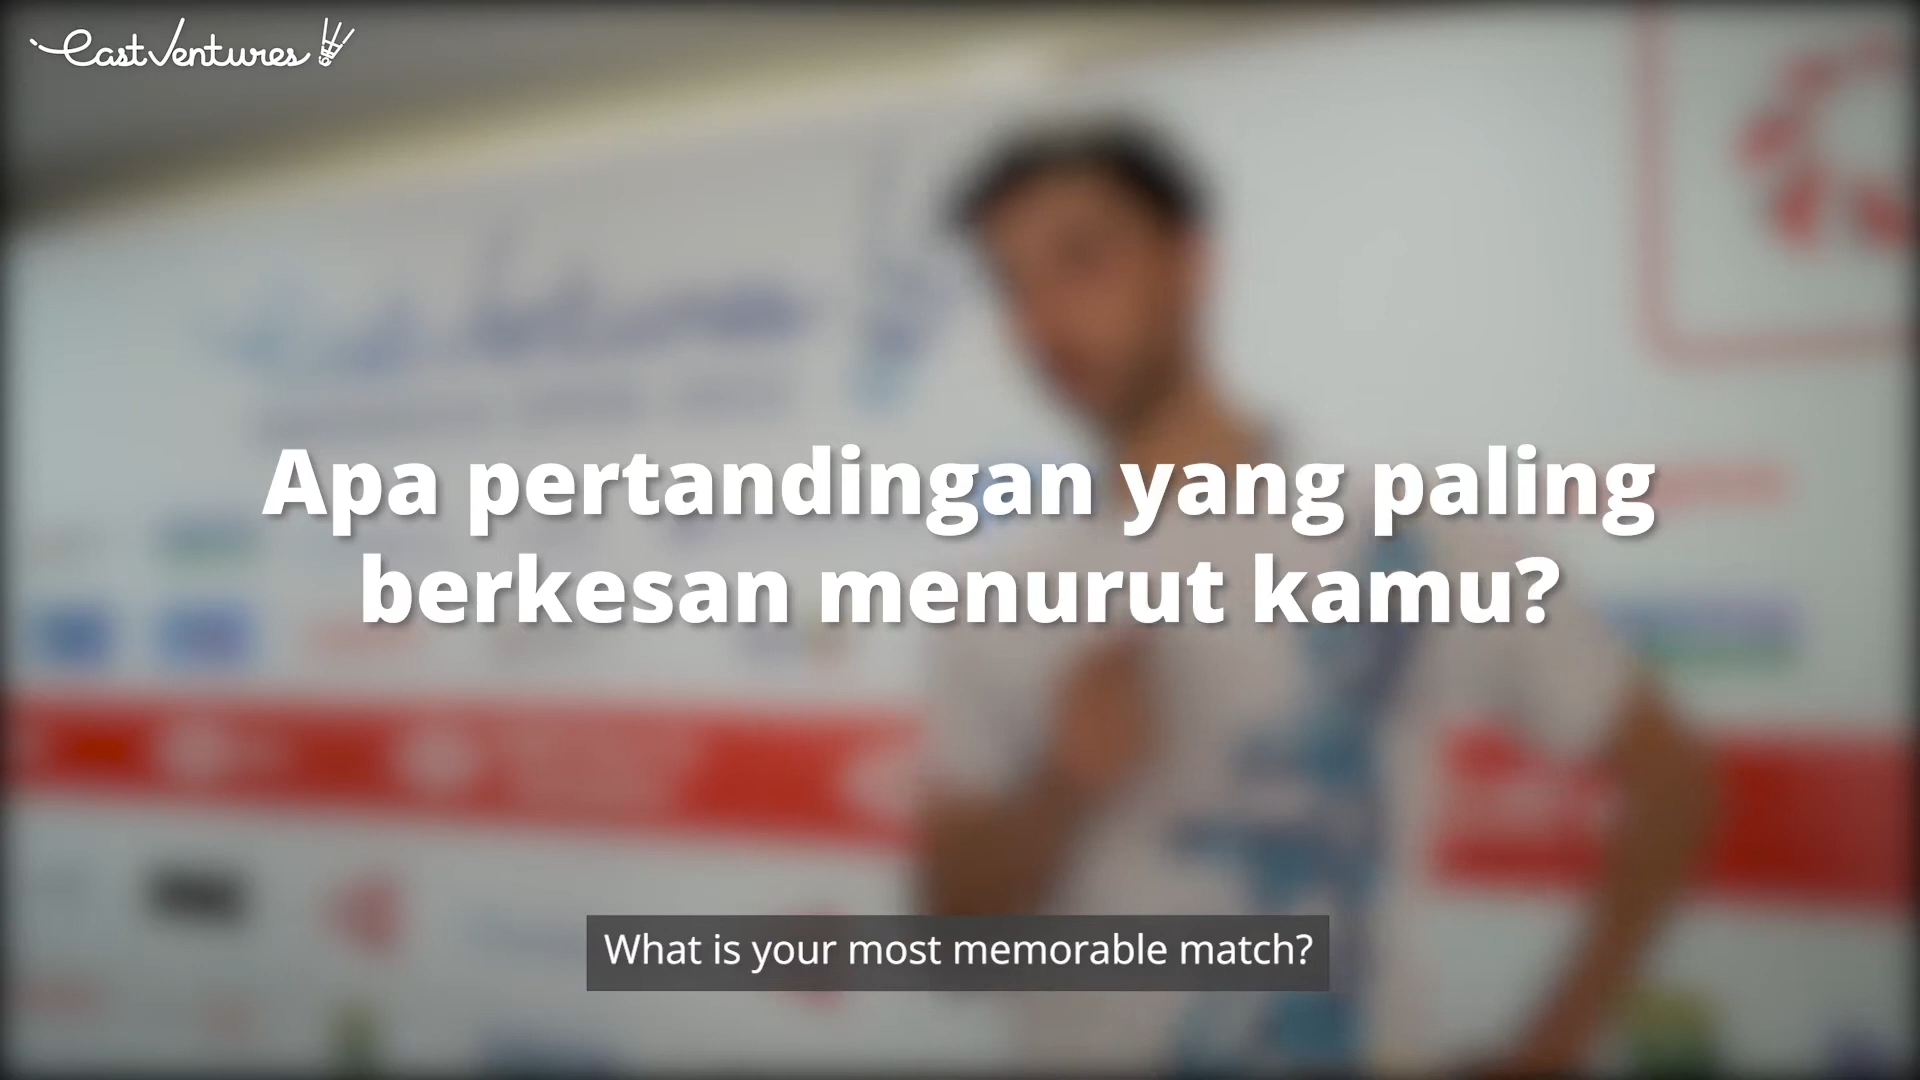 East Ventures
Apa pertandingan yang paling
berkesan menurut kamu?
What is your most memorable match?